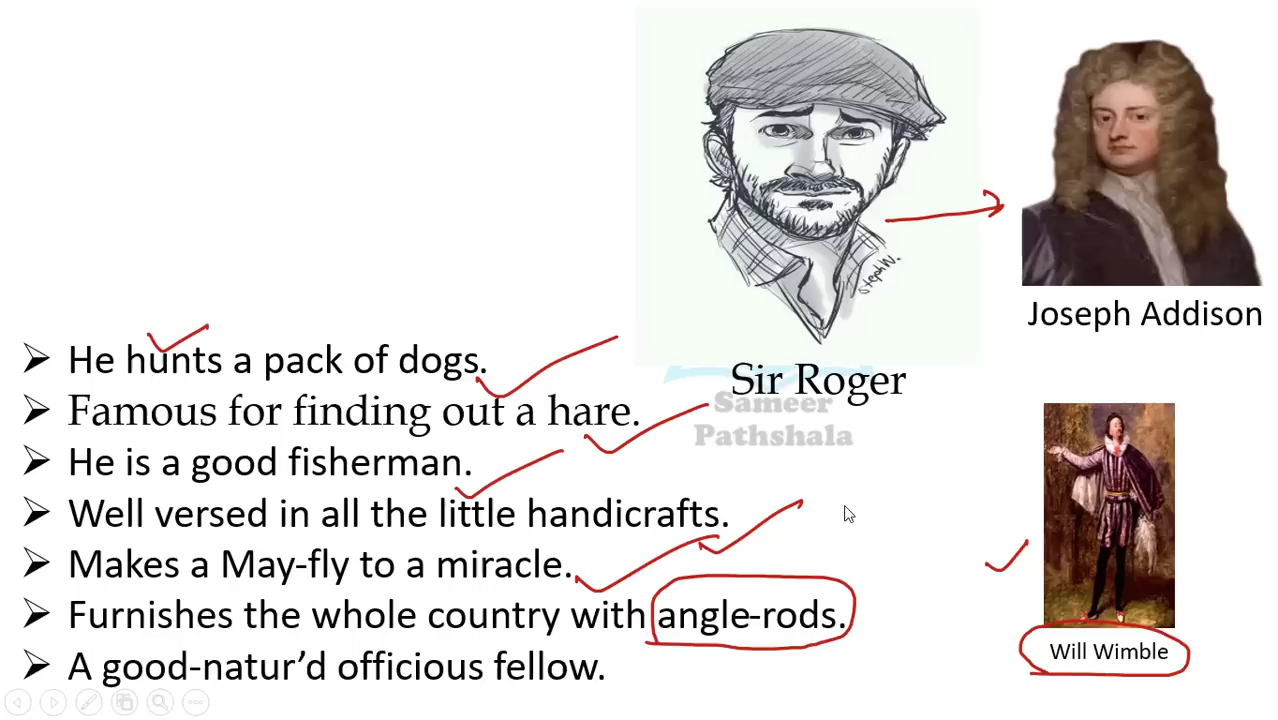 StephW.
Joseph Addison
Sir Roger
Sameer
Pathshala
➢ He hunts a pack of dogs.
➢ Famous for finding out a hare.
➢ He is a good fisherman.
➢ Well versed in all the little handicrafts.
➢ Makes a May-fly to a miracle.
➢ Furnishes the whole country with angle-rods.
➢ A good-natur’d officious fellow.
Will Wimble